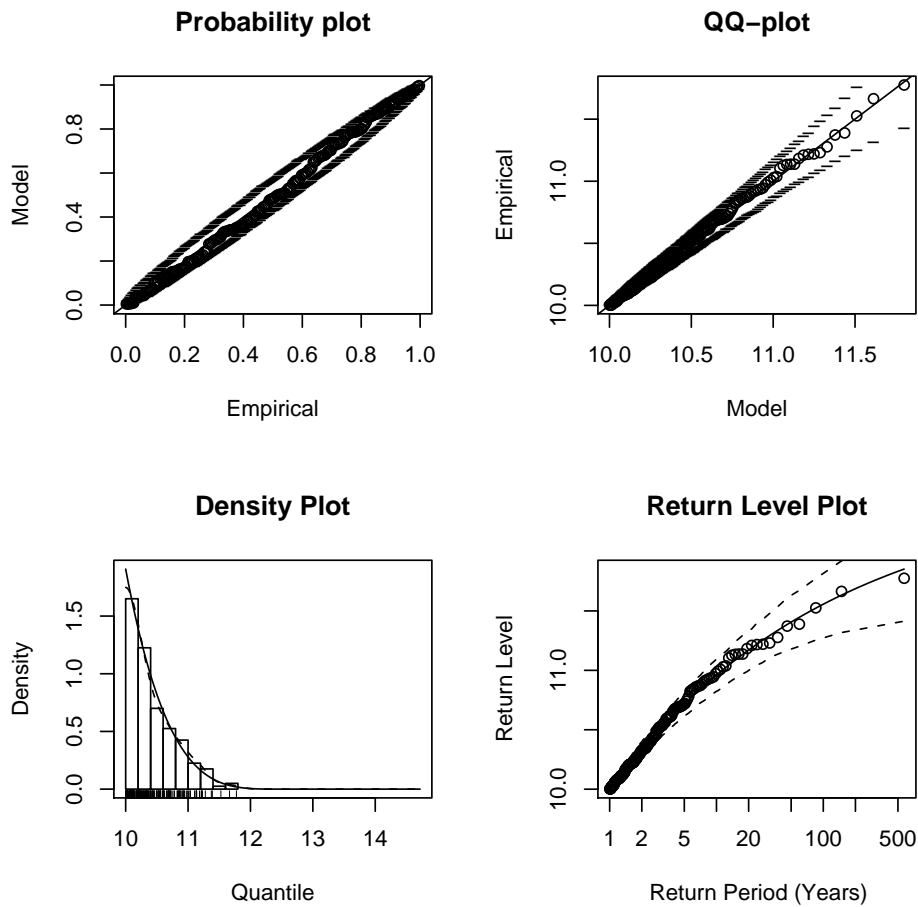 Probability plot
QQ−plot
0.0 0.4 0.8
Model
0.0 0.2 0.4 0.6 0.8 1.0
Empirical
10.0 11.0
Empirical
10.0 10.5 11.0 11.5
Model
Density Plot
Return Level Plot
0.0 0.5 1.0 1.5
Density
10 11 12 13 14
Quantile
10.0 11.0
Return Level
1 2 5 20 100 500
Return Period (Years)